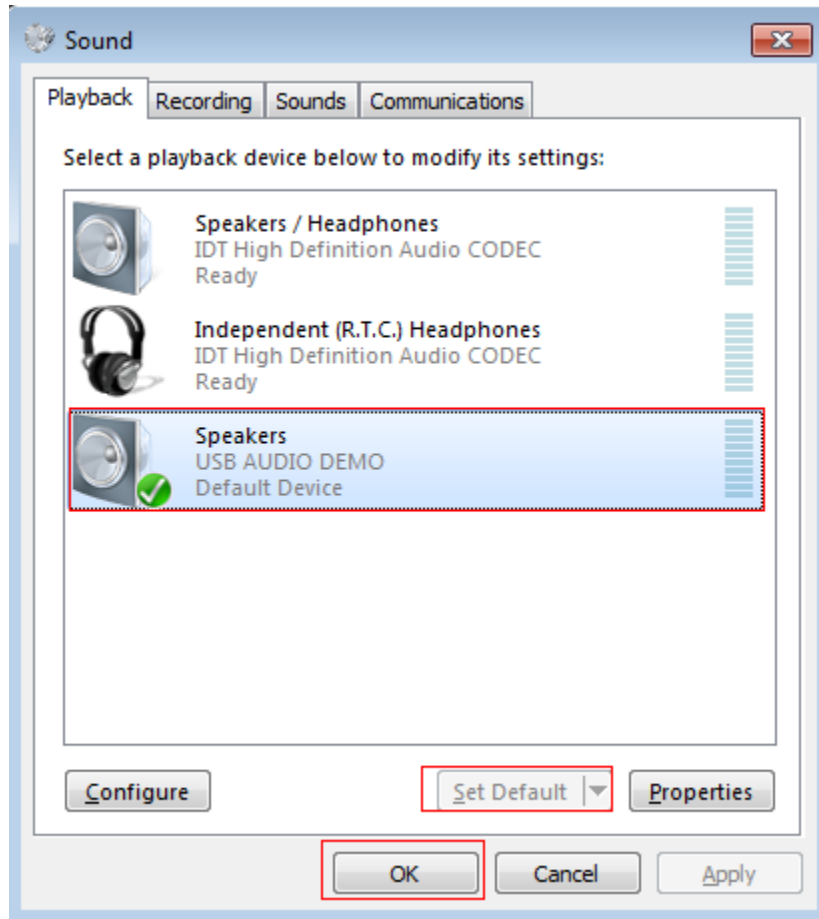 Sound
Playback Recording Sounds Communications
Select a playback device below to modify its settings:
Speakers / Headphones
IDT High Definition Audio CODEC
Ready
Independent (R.T.C.) Headphones
IDT High Definition Audio CODEC
Ready
Speakers
USB AUDIO DEMO
Default Device
Configure Set Default Properties
OK Cancel Apply